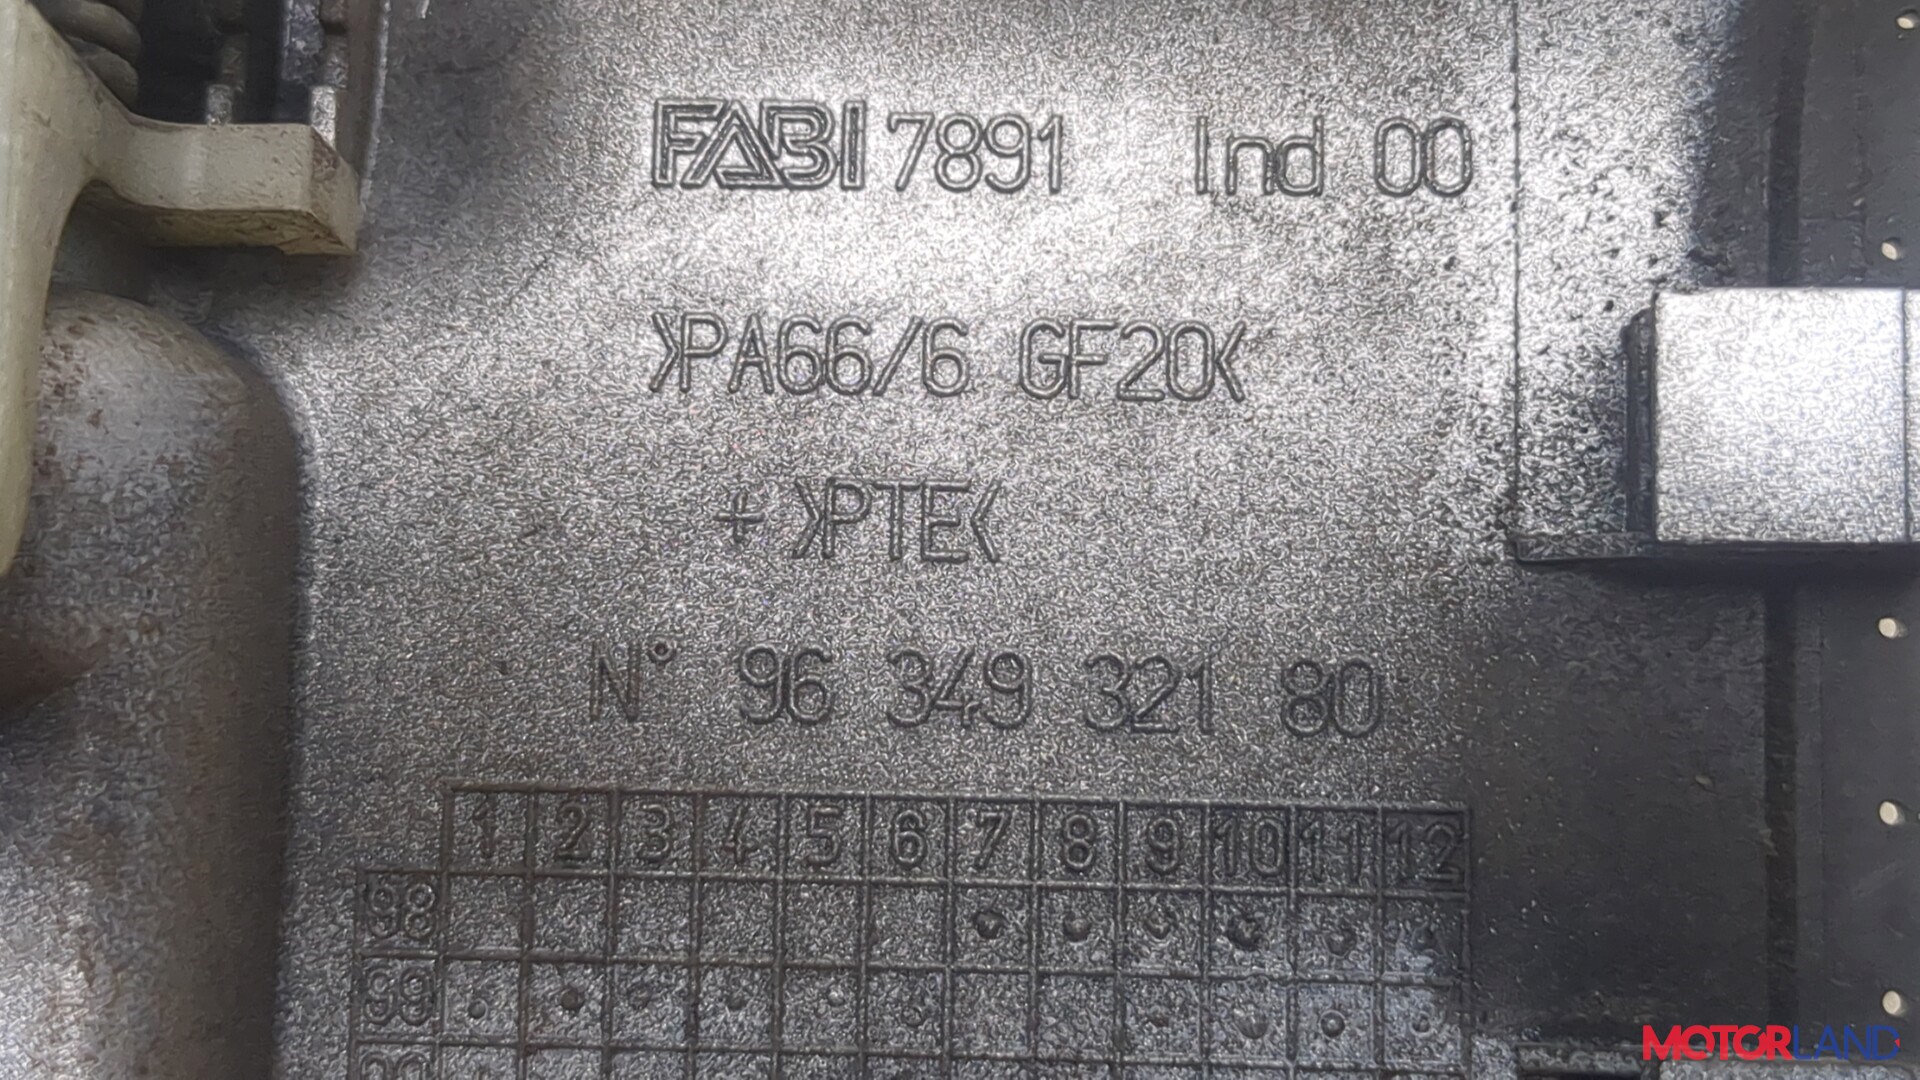 FABI 7891 Ind 00
>PA66/6 GF20<
+ >PTE<
N° 96 349 321 80
1 2 3 4 5 6 7 8 9 10 11 12
98
99
MOTORLAND